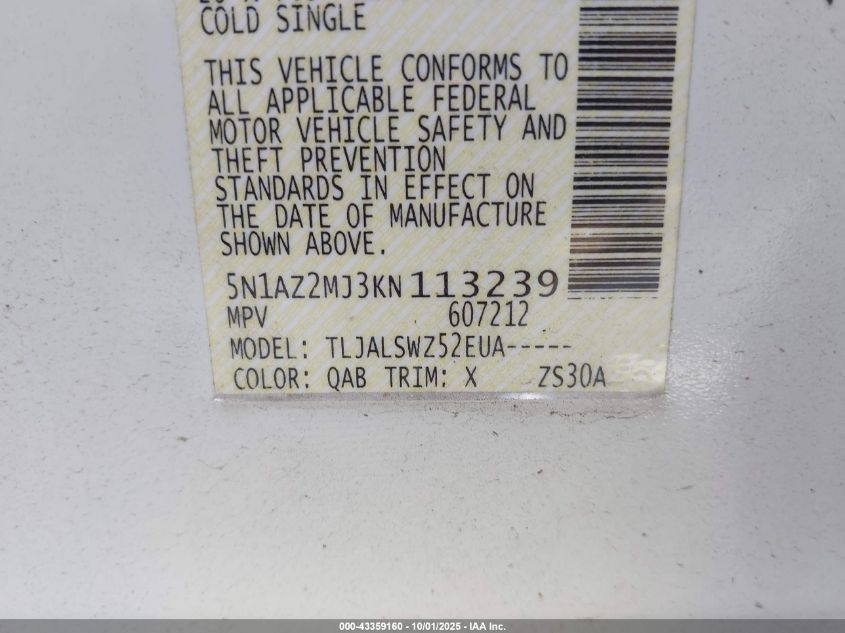 COLD SINGLE
THIS VEHICLE CONFORMS TO
ALL APPLICABLE FEDERAL
MOTOR VEHICLE SAFETY AND
THEFT PREVENTION
STANDARDS IN EFFECT ON
THE DATE OF MANUFACTURE
SHOWN ABOVE.
5N1AZ2MJ3KN113239
MPV 607212
MODEL: TLJALSWZ52EUA-----
COLOR: QAB TRIM: X ZS30A
000-43359160 - 10/01/2025 - IAA Inc.